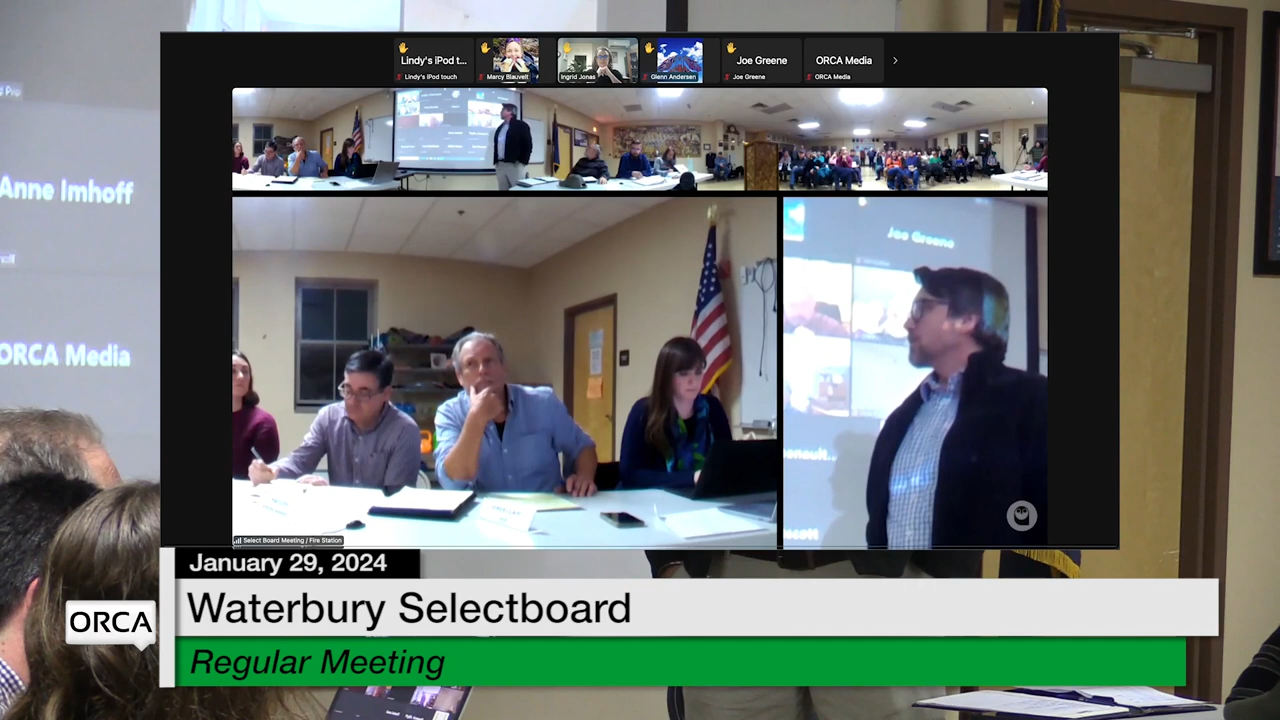 Lindy's iPod t...
Joe Greene
ORCA Media
Lindy's iPod touch
Marcy Blauvelt
Ingrid Jonas
Glenn Andersen
Joe Greene
ORCA Media
Joe Greene
Anne Imhoff
ORCA Media
Select Board Meeting / Fire Station
January 29, 2024
Waterbury Selectboard
ORCA
Regular Meeting